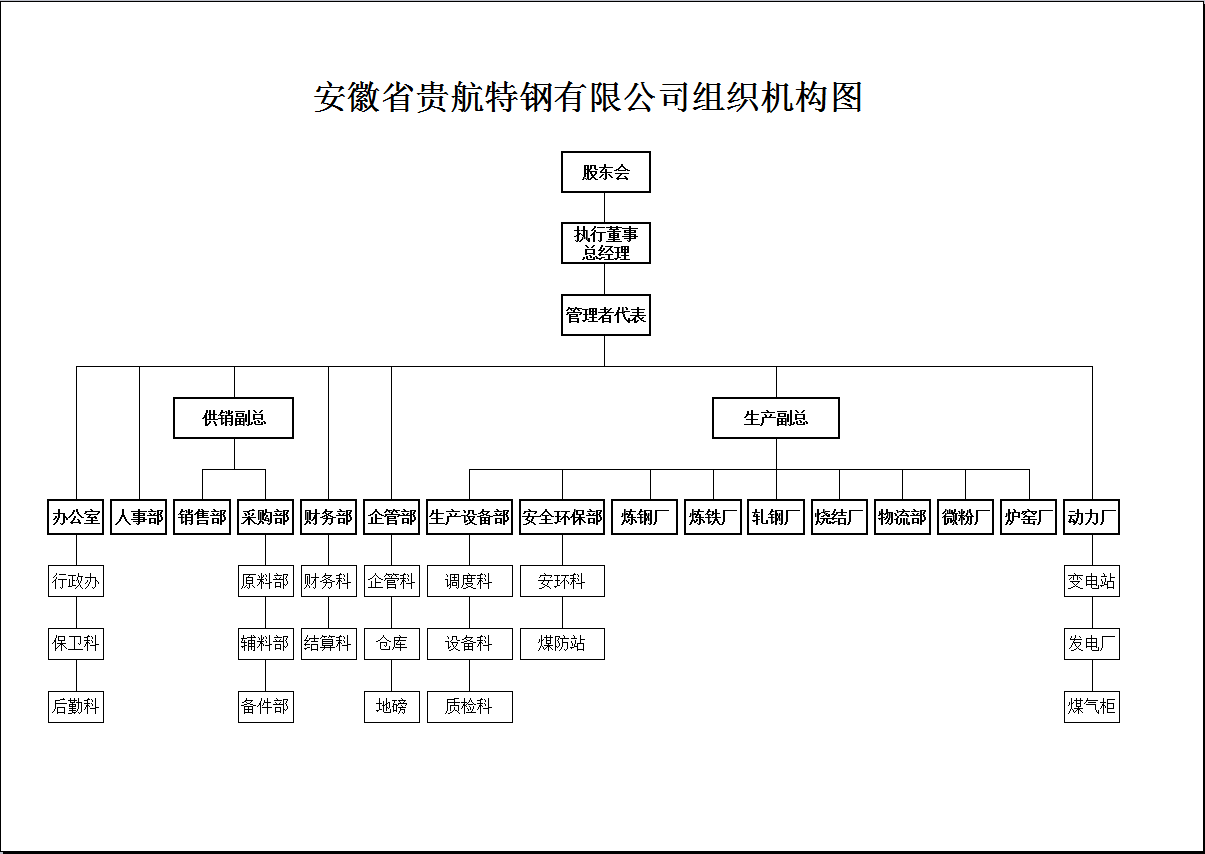 安徽省贵航特钢有限公司组织机构图
股东会
执行董事
总经理
管理者代表
供销副总
生产副总
办公室
人事部
销售部
采购部
财务部
企管部
生产设备部
安全环保部
炼钢厂
炼铁厂
轧钢厂
烧结厂
物流部
微粉厂
炉窑厂
动力厂
行政办
原料部
财务科
企管科
调度科
安环科
变电站
保卫科
辅料部
结算科
仓库
设备科
煤防站
发电厂
后勤科
备件部
地磅
质检科
煤气柜